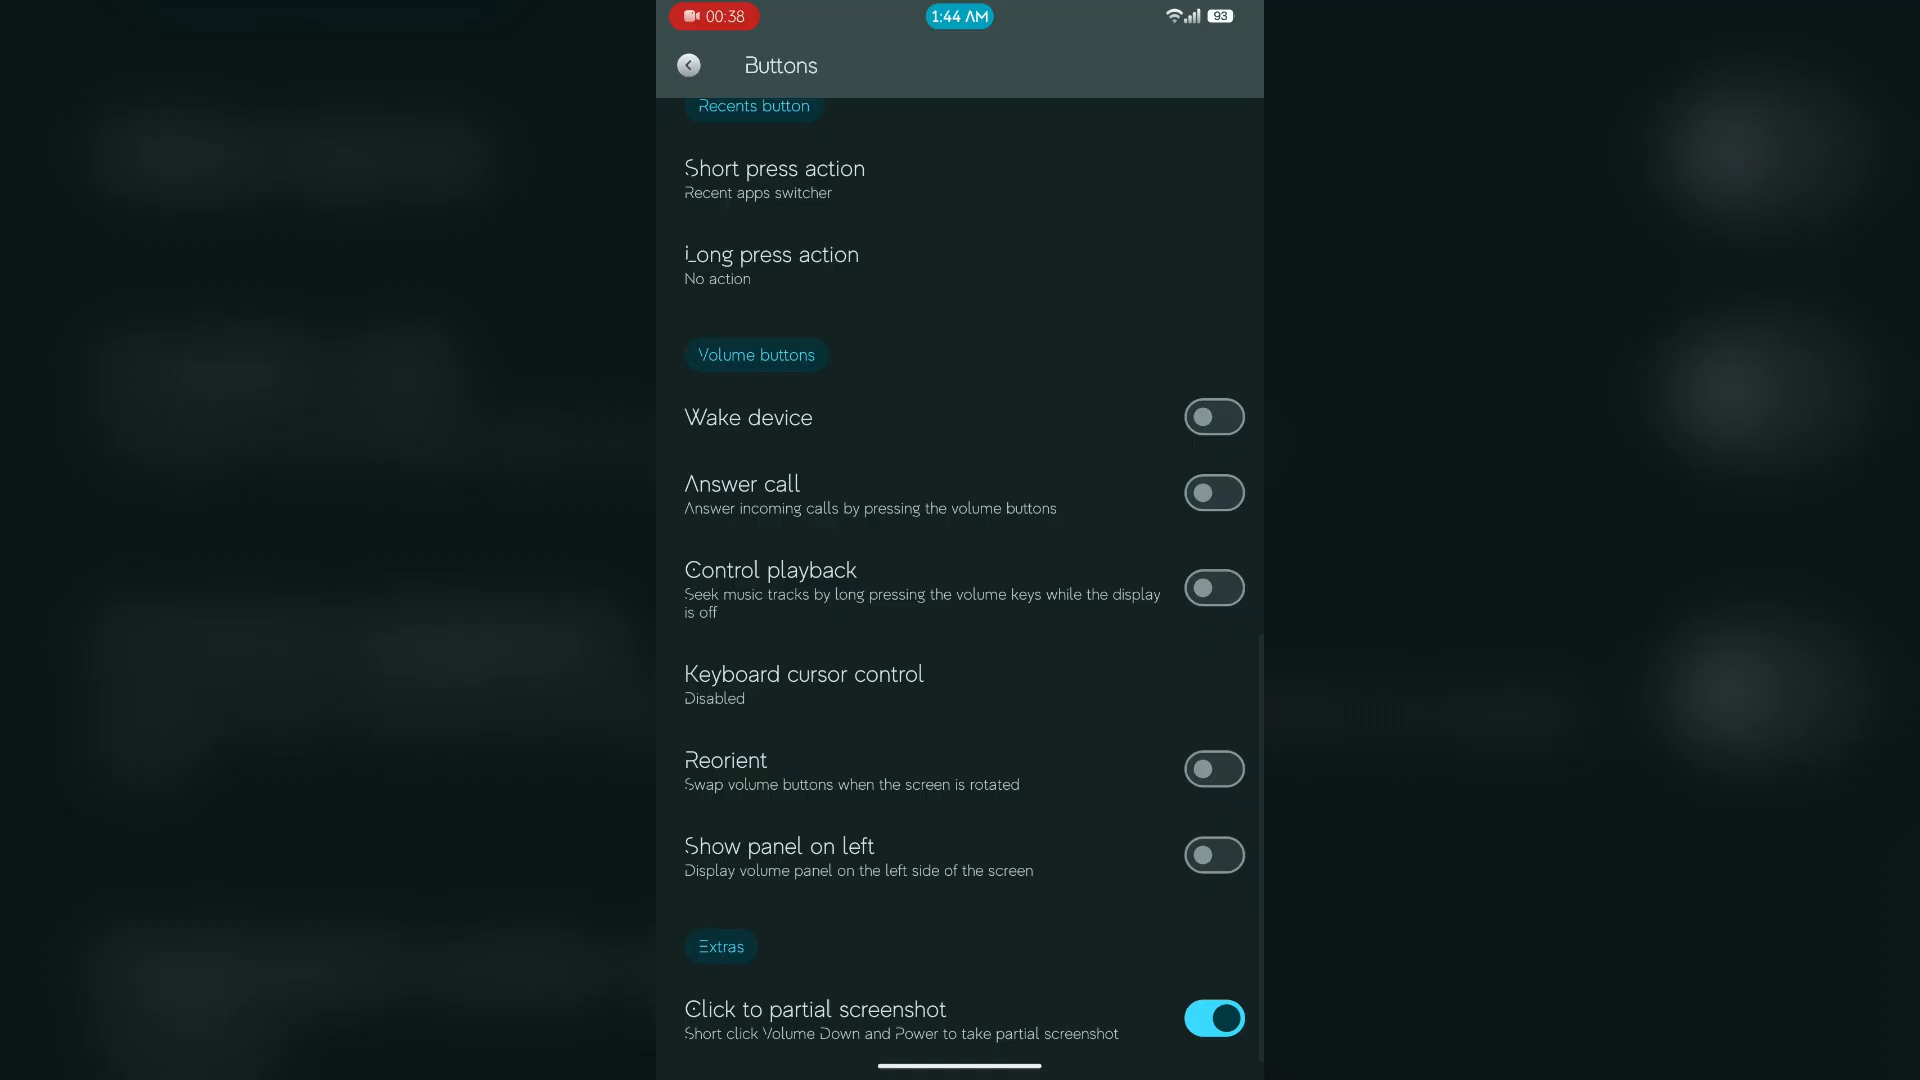 00:38
1:44 AM
93
Buttons
Recents button
Short press action
Recent apps switcher
Long press action
No action
Volume buttons
Wake device
Answer call
Answer incoming calls by pressing the volume buttons
Control playback
Seek music tracks by long pressing the volume keys while the display
is off
Keyboard cursor control
Disabled
Reorient
Swap volume buttons when the screen is rotated
Show panel on left
Display volume panel on the left side of the screen
Extras
Click to partial screenshot
Short click Volume Down and Power to take partial screenshot